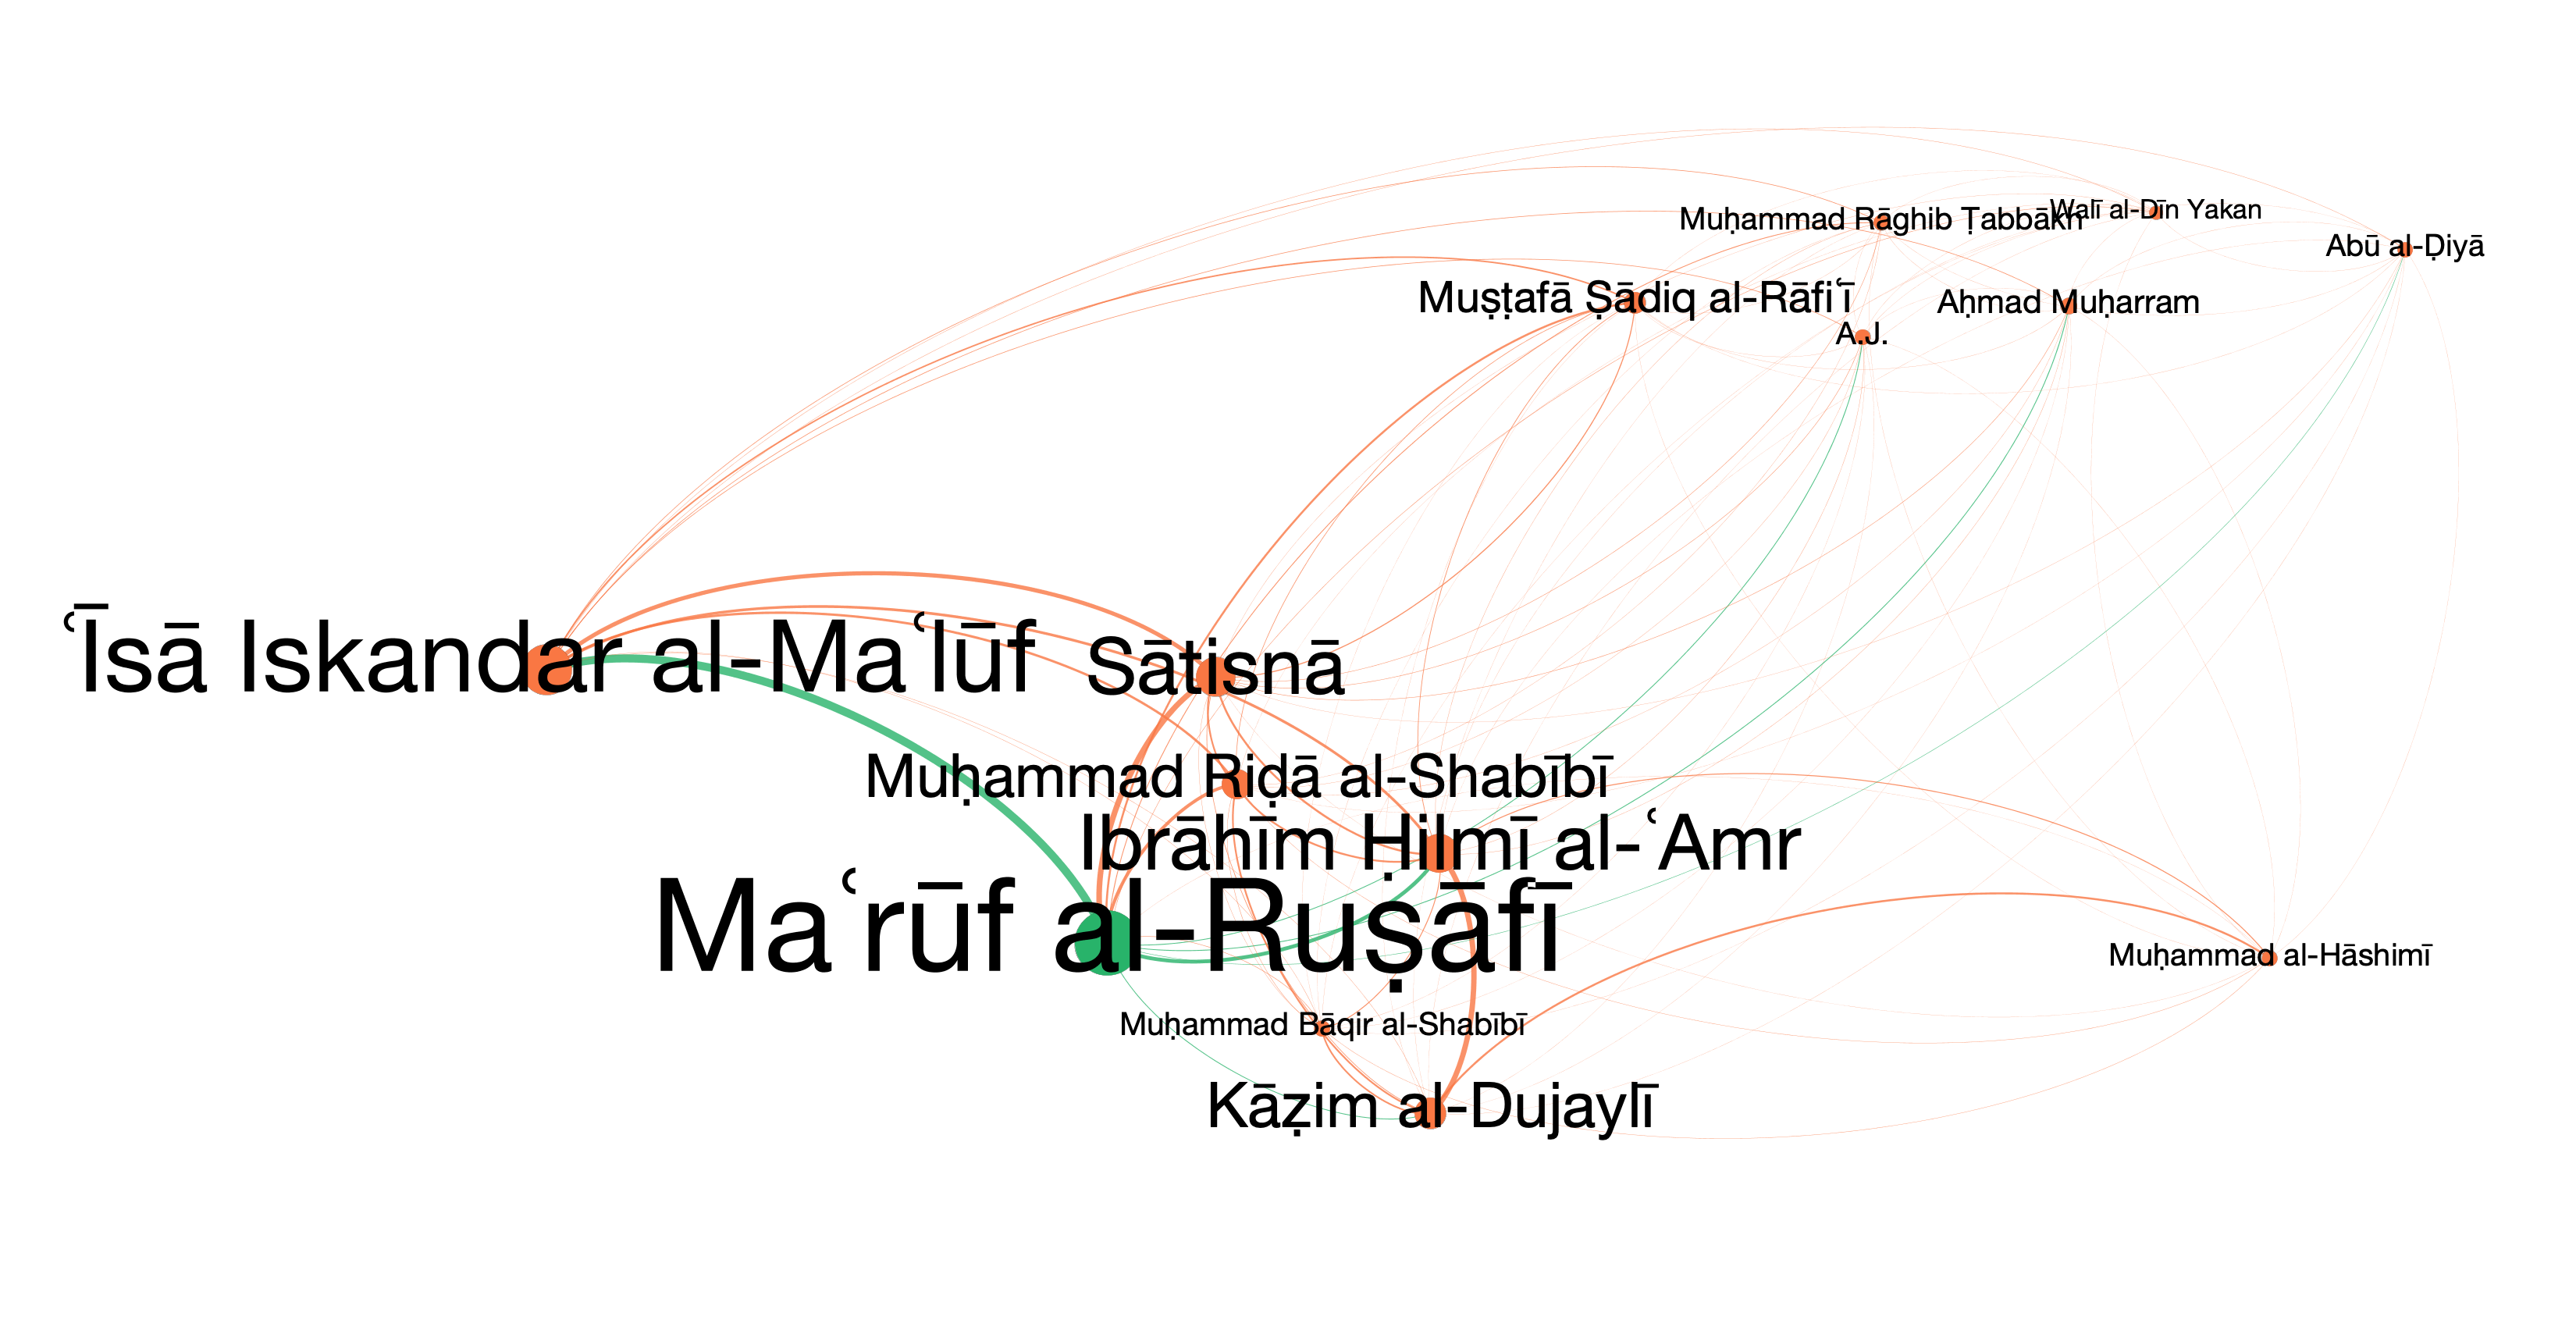 Muḥammad Rāghib Ṭabbākh
Walī al-Dīn Yakan
Abū al-Ḍiyā
Muṣṭafā Ṣādiq al-Rāfiʿī
Aḥmad Muḥarram
A.J.
ʿĪsā Iskandar al-Maʿlūf
Sātisnā
Muḥammad Riḍā al-Shabībī
Ibrāhīm Ḥilmī al-ʿAmr
Maʿrūf al-Ruṣāfī
Muḥammad al-Hāshimī
Muḥammad Bāqir al-Shabībī
Kāẓim al-Dujaylī